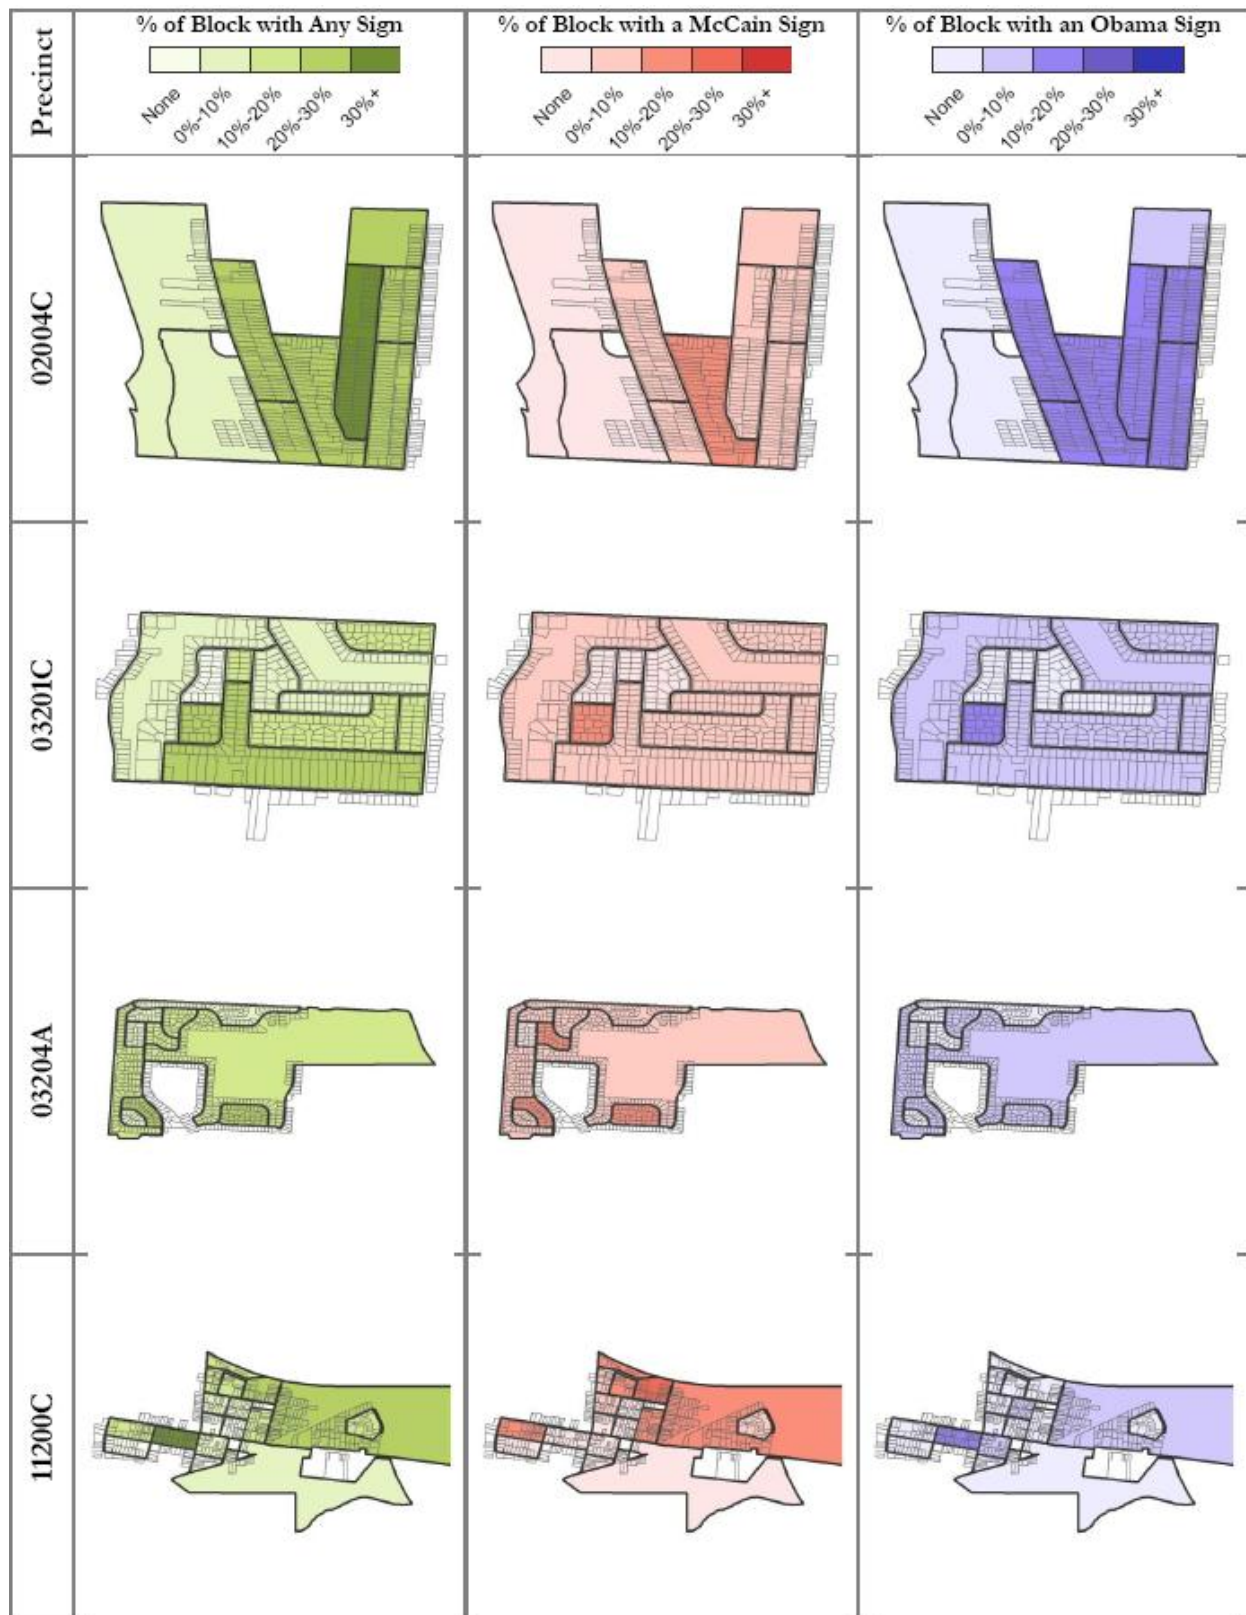 Precinct
% of Block with Any Sign
None
0%-10%
10%-20%
20%-30%
30%+
% of Block with a McCain Sign
None
0%-10%
10%-20%
20%-30%
30%+
% of Block with an Obama Sign
None
0%-10%
10%-20%
20%-30%
30%+
02004C
03201C
03204A
11200C